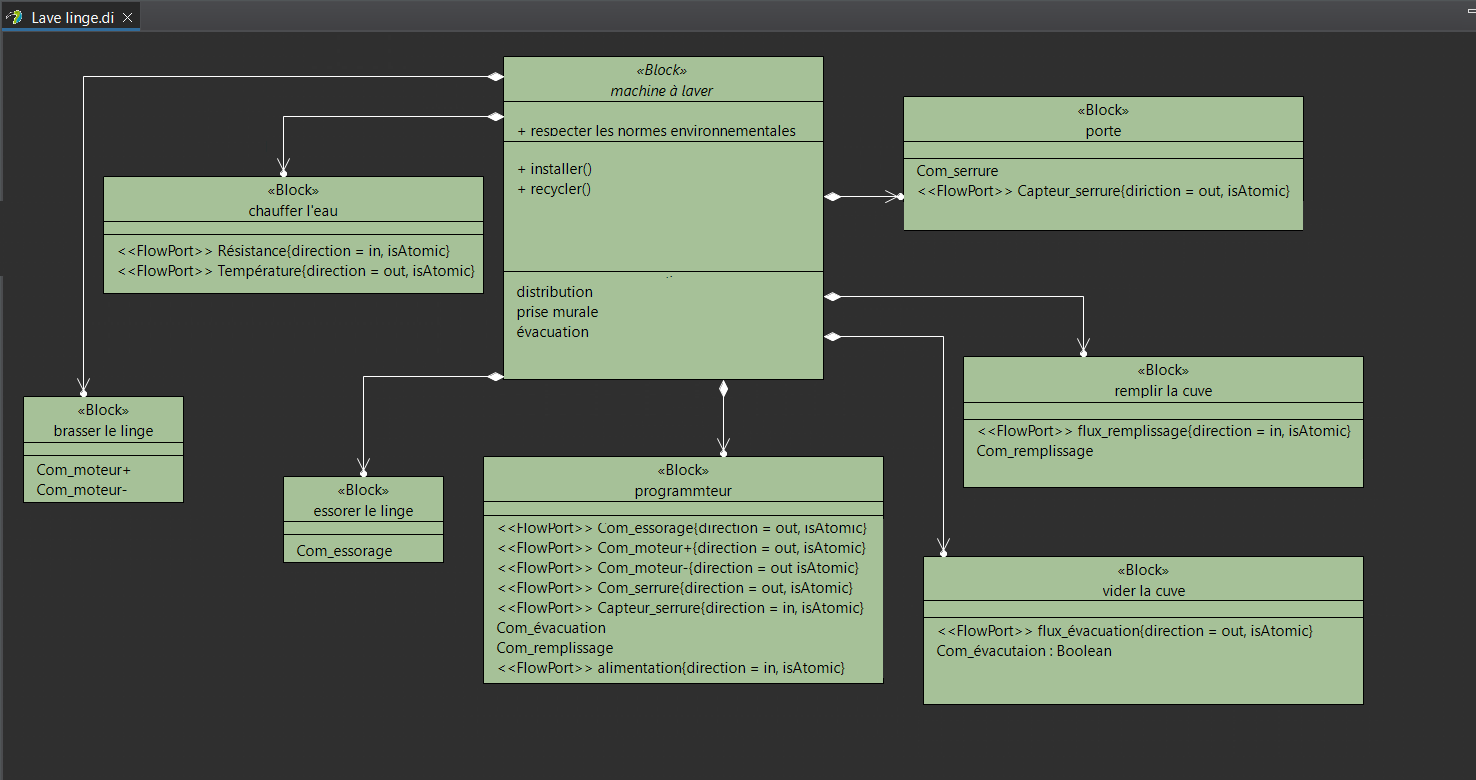 Lave linge.di
«Block»
machine à laver
+ respecter les normes environnementales
+ installer()
+ recycler()
distribution
prise murale
évacuation
«Block»
porte
Com_serrure
<<FlowPort>> Capteur_serrure{diriction = out, isAtomic}
«Block»
chauffer l'eau
<<FlowPort>> Résistance{direction = in, isAtomic}
<<FlowPort>> Température{direction = out, isAtomic}
«Block»
remplir la cuve
<<FlowPort>> flux_remplissage{direction = in, isAtomic}
Com_remplissage
«Block»
brasser le linge
Com_moteur+
Com_moteur-
«Block»
essorer le linge
Com_essorage
«Block»
programmteur
<<FlowPort>> Com_essorage{direction = out, isAtomic}
<<FlowPort>> Com_moteur+{direction = out, isAtomic}
<<FlowPort>> Com_moteur-{direction = out isAtomic}
<<FlowPort>> Com_serrure{direction = out, isAtomic}
<<FlowPort>> Capteur_serrure{direction = in, isAtomic}
Com_évacuation
Com_remplissage
<<FlowPort>> alimentation{direction = in, isAtomic}
«Block»
vider la cuve
<<FlowPort>> flux_évacuation{direction = out, isAtomic}
Com_évacutaion : Boolean